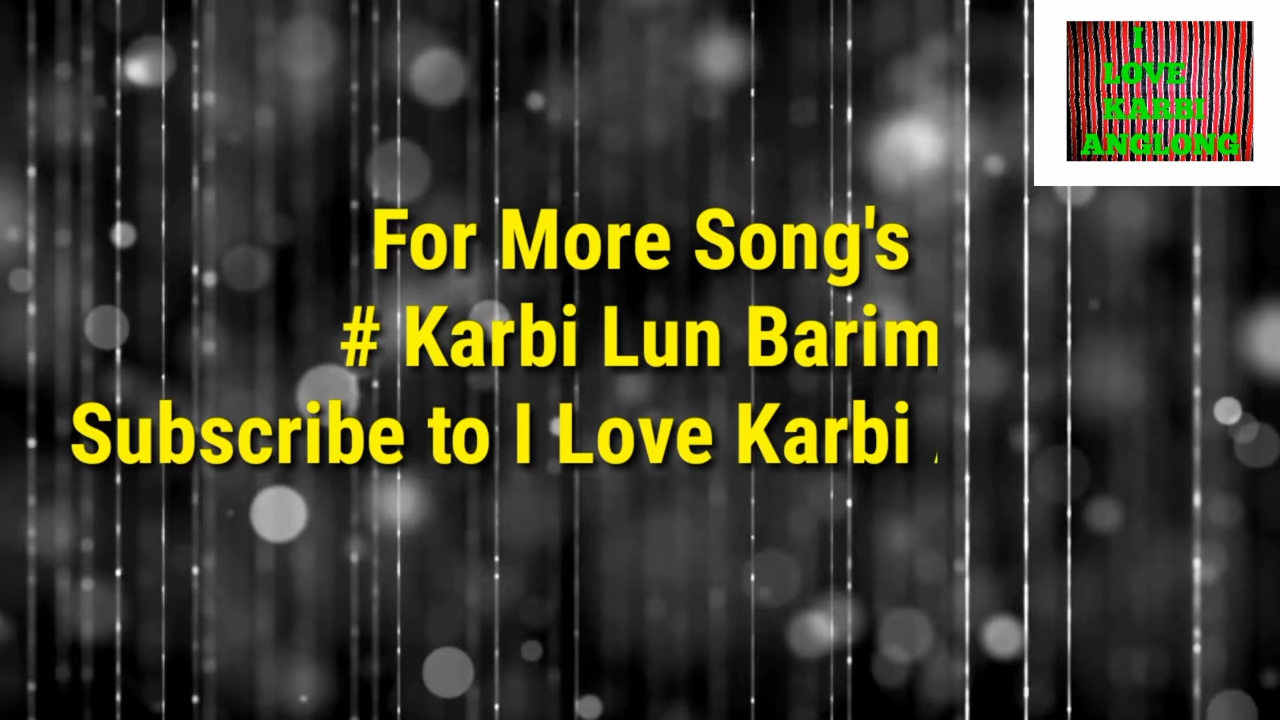 I
LOVE
KARBI
ANGLONG
For More Song's
# Karbi Lun Barim
Subscribe to I Love Karbi